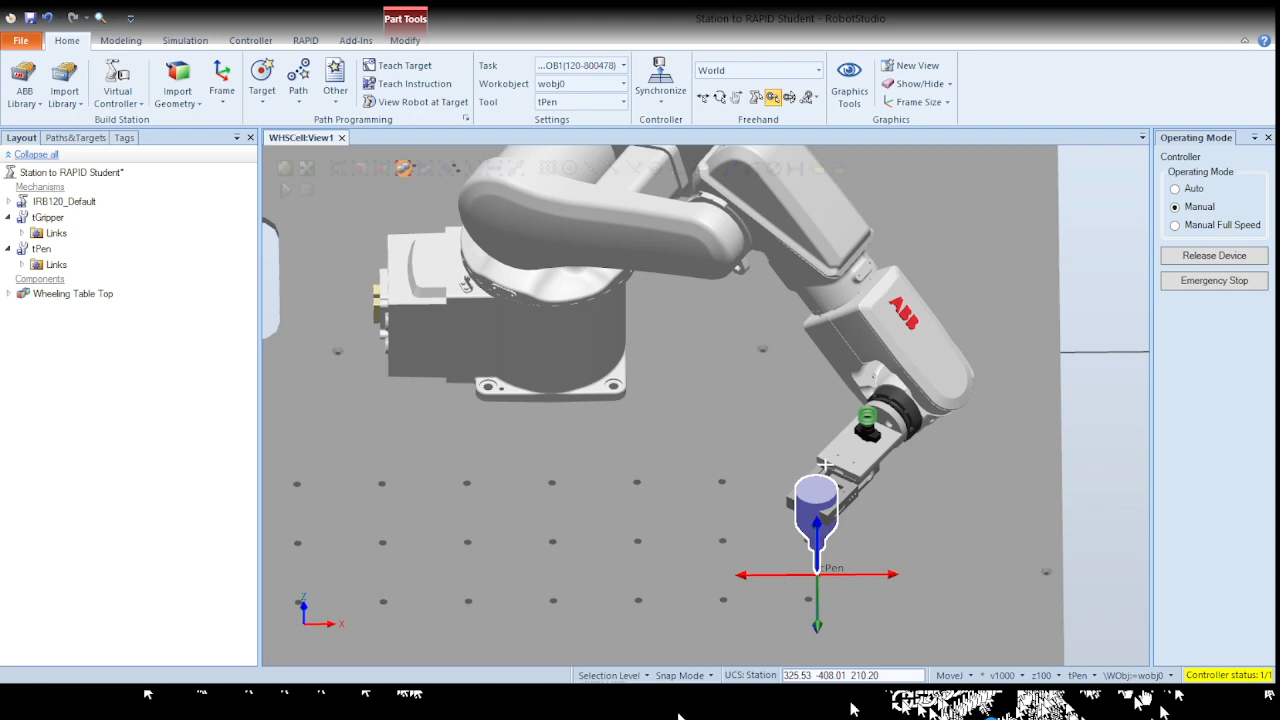 Part Tools
Station to RAPID Student - RobotStudio
File Home Modeling Simulation Controller RAPID Add-Ins Modify
ABB Library
Import Library
Virtual Controller
Import Geometry
Frame
Build Station
Target
Path
Other
Teach Target
Teach Instruction
View Robot at Target
Path Programming
Task ...OB1(120-800478)
Workobject wobj0
Tool tPen
Settings
Synchronize
Controller
World
Freehand
Graphics Tools
New View
Show/Hide
Frame Size
Graphics
Layout Paths&Targets Tags
Collapse all
Station to RAPID Student*
Mechanisms
IRB120_Default
tGripper
Links
tPen
Links
Components
Wheeling Table Top
WHSCell:View1
ABB
tPen
Z
X
Operating Mode
Controller
Operating Mode
Auto
Manual
Manual Full Speed
Release Device
Emergency Stop
Selection Level Snap Mode UCS: Station 325.53 -408.01 210.20 MoveJ * v1000 z100 tPen \WObj:=wobj0 Controller status: 1/1